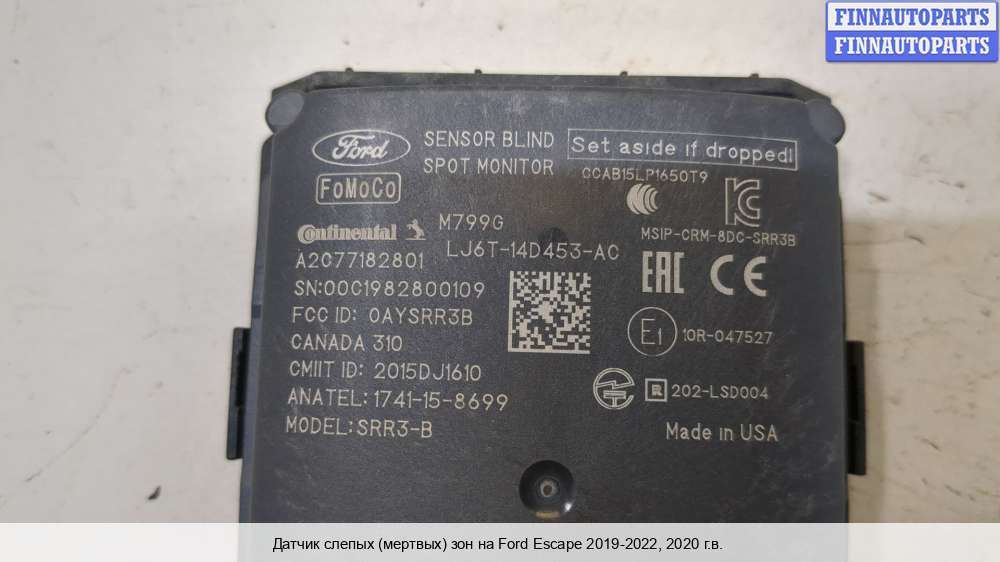 FINNAUTOPARTS
FINNAUTOPARTS
Ford
SENSOR BLIND
SPOT MONITOR
Set aside if dropped!
FoMoCo
CCAB15LP1650T9
Continental
M799G
LJ6T-14D453-AC
MSIP-CRM-8DC-SRR3B
A2C77182801
SN:00C1982800109
EAC CE
FCC ID: OAYSRR3B
E1 10R-047527
CANADA 310
CMIIT ID: 2015DJ1610
R 202-LSD004
ANATEL:1741-15-8699
MODEL:SRR3-B
Made in USA
Датчик слепых (мертвых) зон на Ford Escape 2019-2022, 2020 г.в.